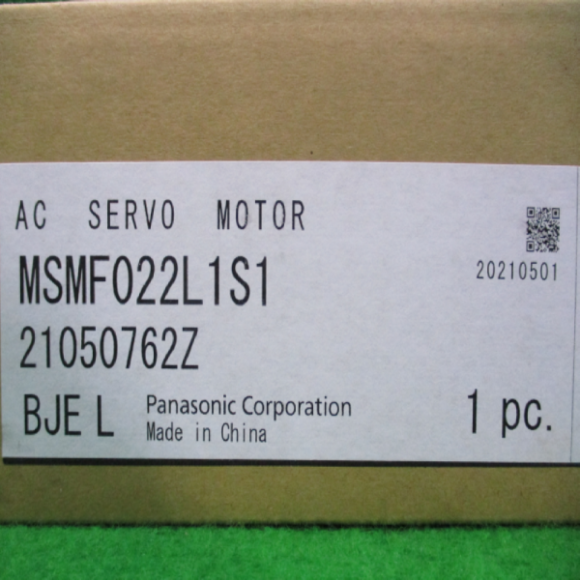 AC SERVO MOTOR
MSMF022L1S1
20210501
21050762Z
BJE L
Panasonic Corporation
Made in China
1 pc.